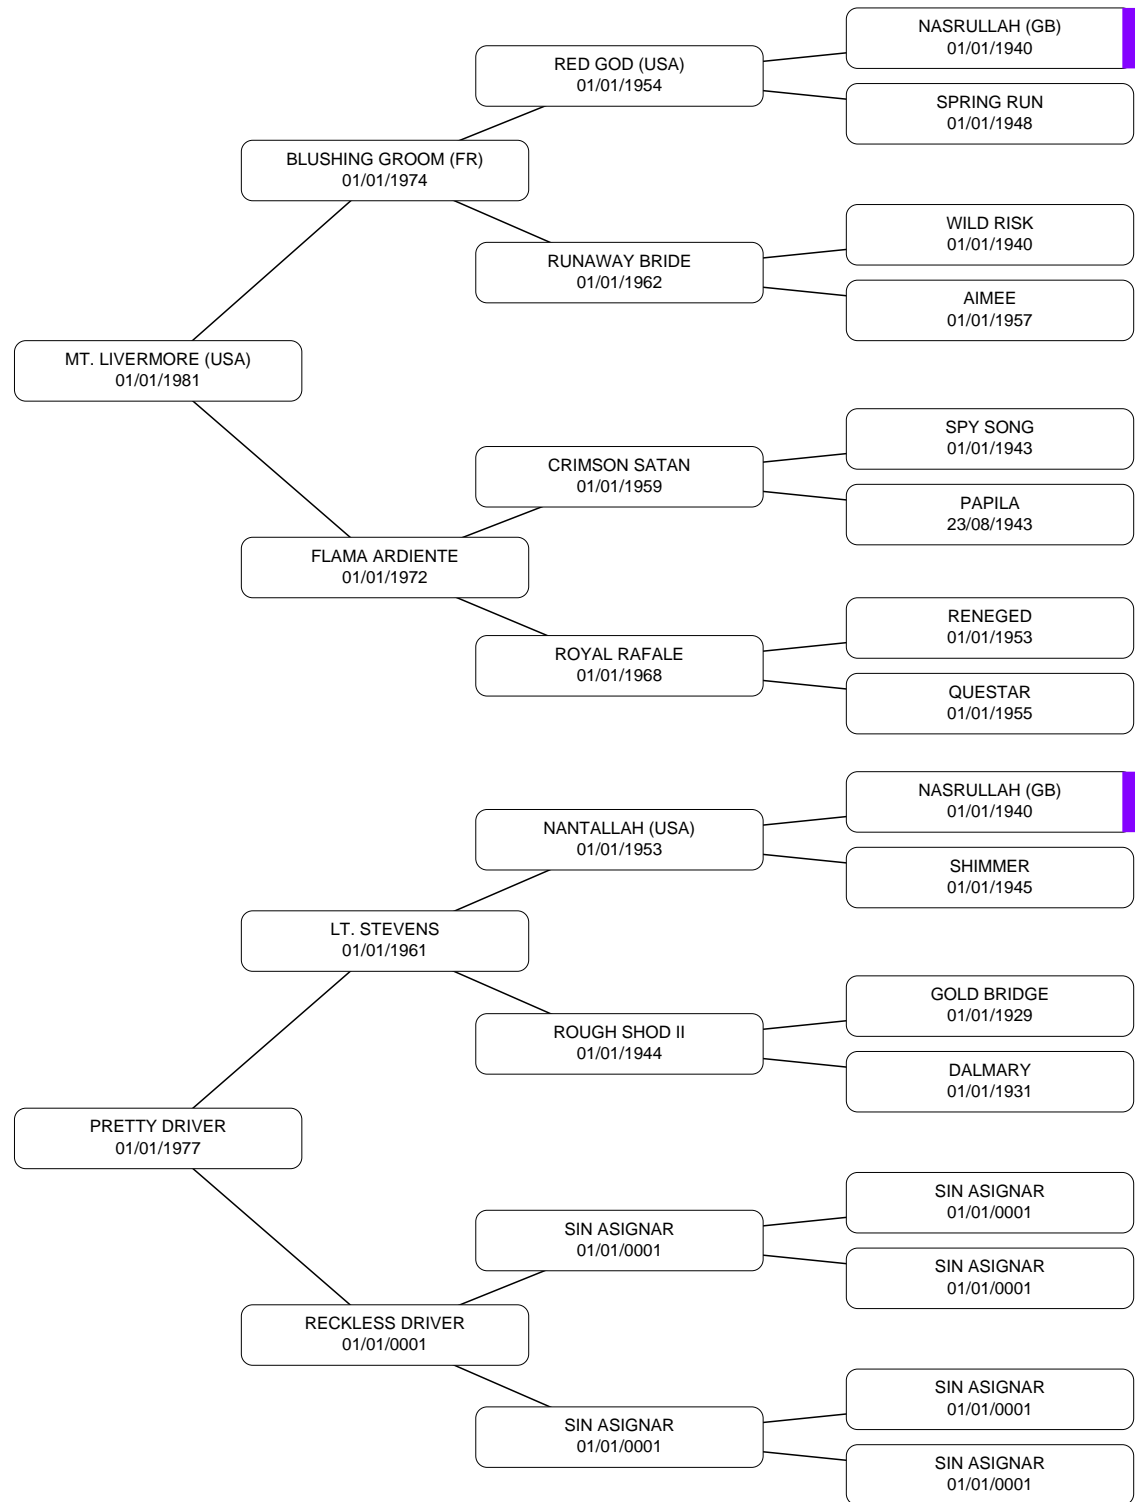 NASRULLAH (GB)
01/01/1940
RED GOD (USA)
01/01/1954
SPRING RUN
01/01/1948
BLUSHING GROOM (FR)
01/01/1974
WILD RISK
01/01/1940
RUNAWAY BRIDE
01/01/1962
AIMEE
01/01/1957
MT. LIVERMORE (USA)
01/01/1981
SPY SONG
01/01/1943
CRIMSON SATAN
01/01/1959
PAPILA
23/08/1943
FLAMA ARDIENTE
01/01/1972
RENEGED
01/01/1953
ROYAL RAFALE
01/01/1968
QUESTAR
01/01/1955
NASRULLAH (GB)
01/01/1940
NANTALLAH (USA)
01/01/1953
SHIMMER
01/01/1945
LT. STEVENS
01/01/1961
GOLD BRIDGE
01/01/1929
ROUGH SHOD II
01/01/1944
DALMARY
01/01/1931
PRETTY DRIVER
01/01/1977
SIN ASIGNAR
01/01/0001
SIN ASIGNAR
01/01/0001
SIN ASIGNAR
01/01/0001
RECKLESS DRIVER
01/01/0001
SIN ASIGNAR
01/01/0001
SIN ASIGNAR
01/01/0001
SIN ASIGNAR
01/01/0001